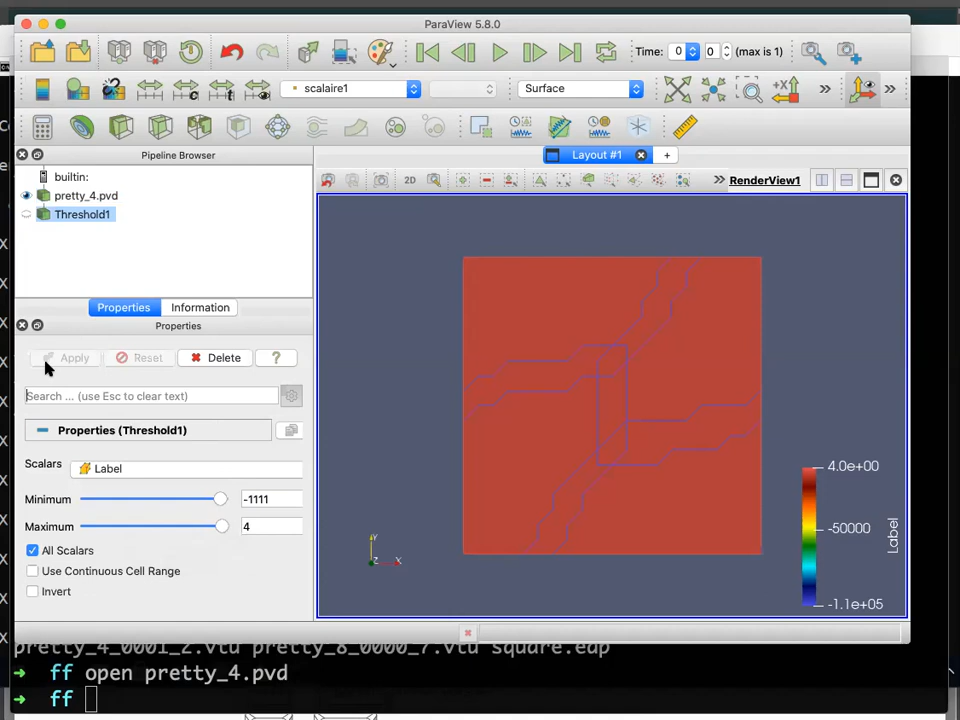 ParaView 5.8.0
Time: 0 0 (max is 1)
scalaire1 Surface
+X
Pipeline Browser
Layout #1 +
builtin:
pretty_4.pvd
Threshold1
2D
RenderView1
Properties Information
Properties
Apply Reset Delete ?
Search ... (use Esc to clear text)
Properties (Threshold1)
Scalars Label
Minimum -1111
Maximum 4
All Scalars
Use Continuous Cell Range
Invert
4.0e+00
-50000
-1.1e+05
Label
Y
Z X
pretty_4_0001_2.vtu pretty_8_0000_7.vtu square.edp
→ ff open pretty_4.pvd
→ ff